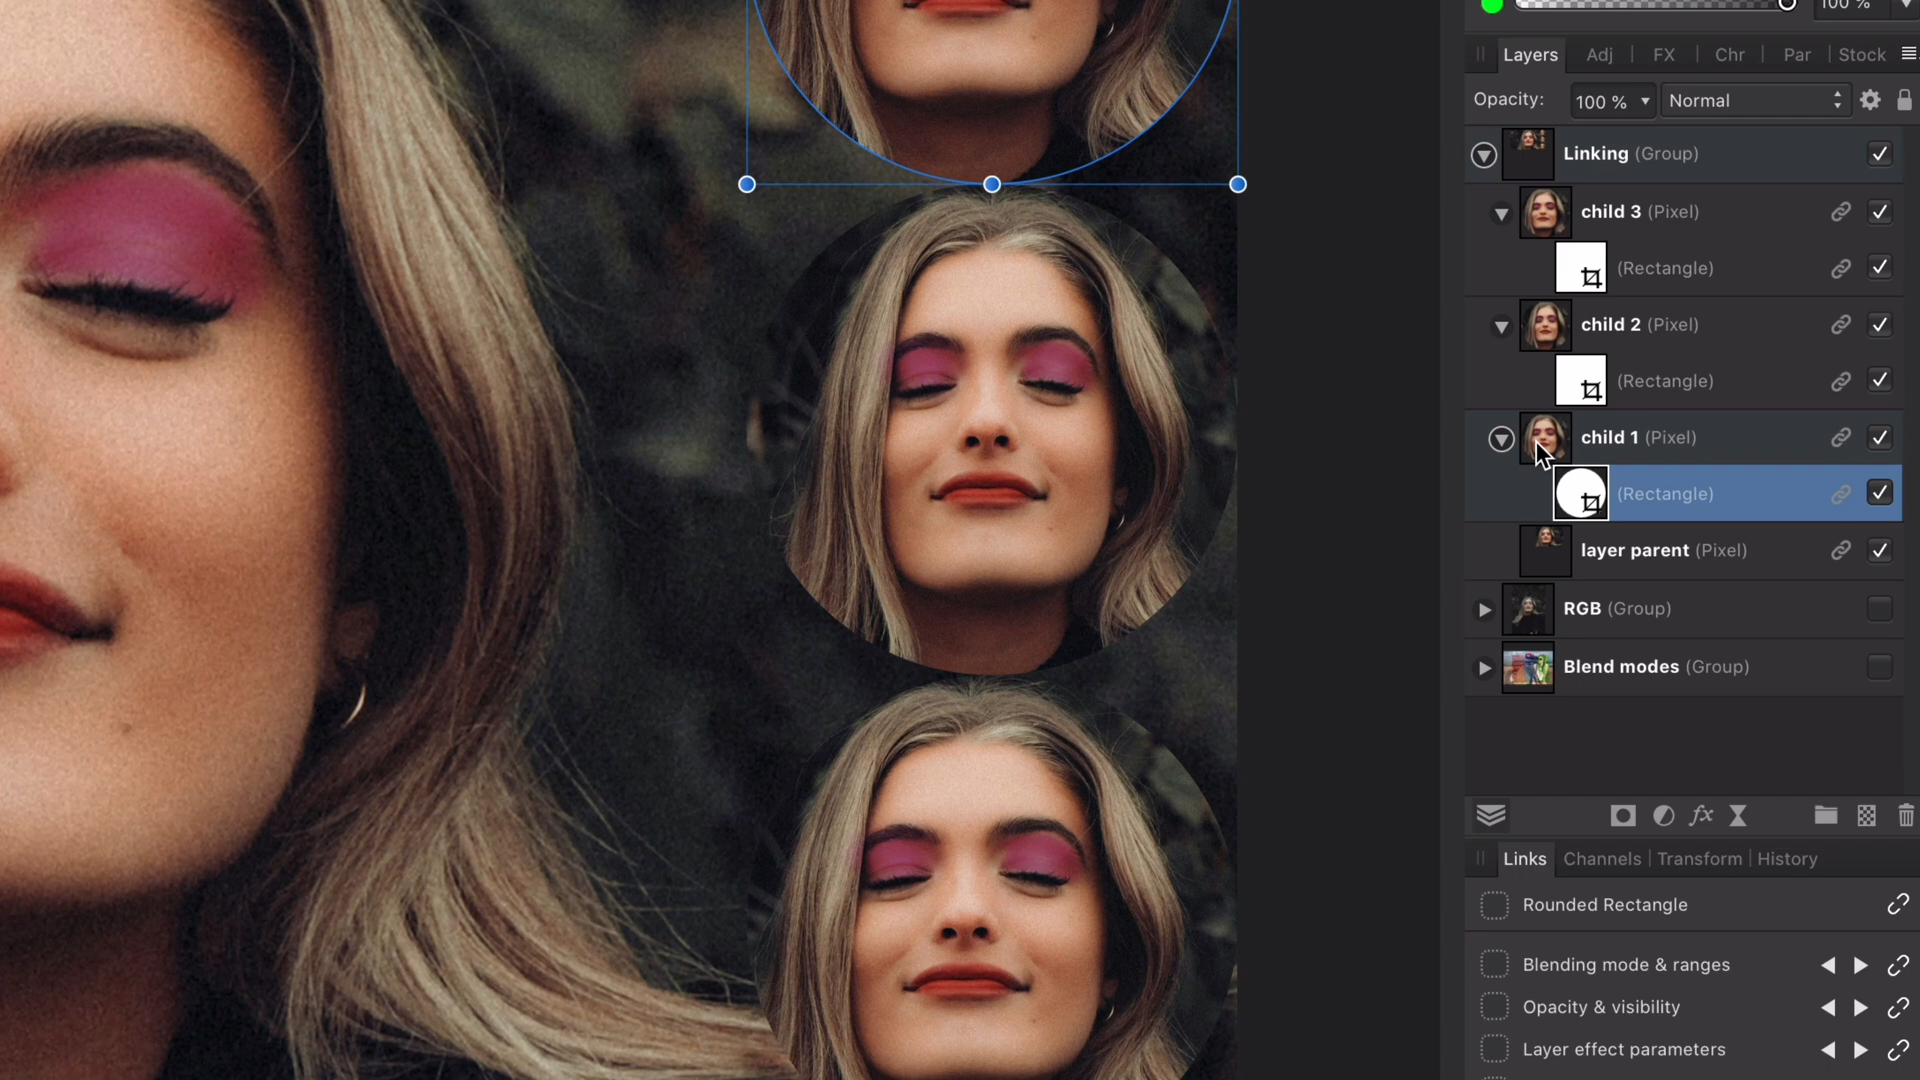 100 %
Layers Adj FX Chr Par Stock
Opacity: 100 % Normal
Linking (Group)
child 3 (Pixel)
(Rectangle)
child 2 (Pixel)
(Rectangle)
child 1 (Pixel)
(Rectangle)
layer parent (Pixel)
RGB (Group)
Blend modes (Group)
fx
Links Channels Transform History
Rounded Rectangle
Blending mode & ranges
Opacity & visibility
Layer effect parameters